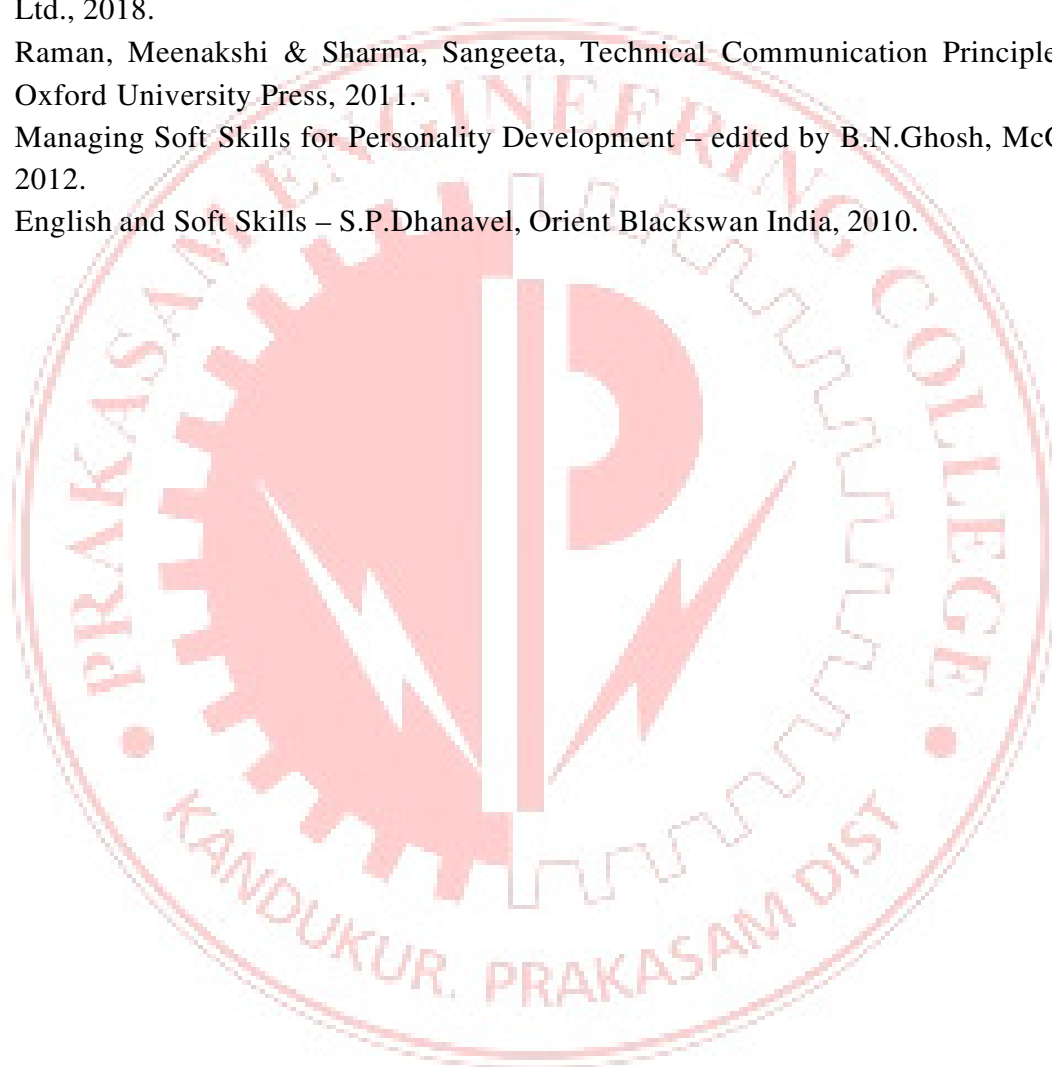 Ltd., 2018.
Raman, Meenakshi & Sharma, Sangeeta, Technical Communication Principle
Oxford University Press, 2011.
Managing Soft Skills for Personality Development – edited by B.N.Ghosh, McG
2012.
English and Soft Skills – S.P.Dhanavel, Orient Blackswan India, 2010.
PRAKASAM ENGINEERING COLLEGE
KANDUKUR. PRAKASAM DIST